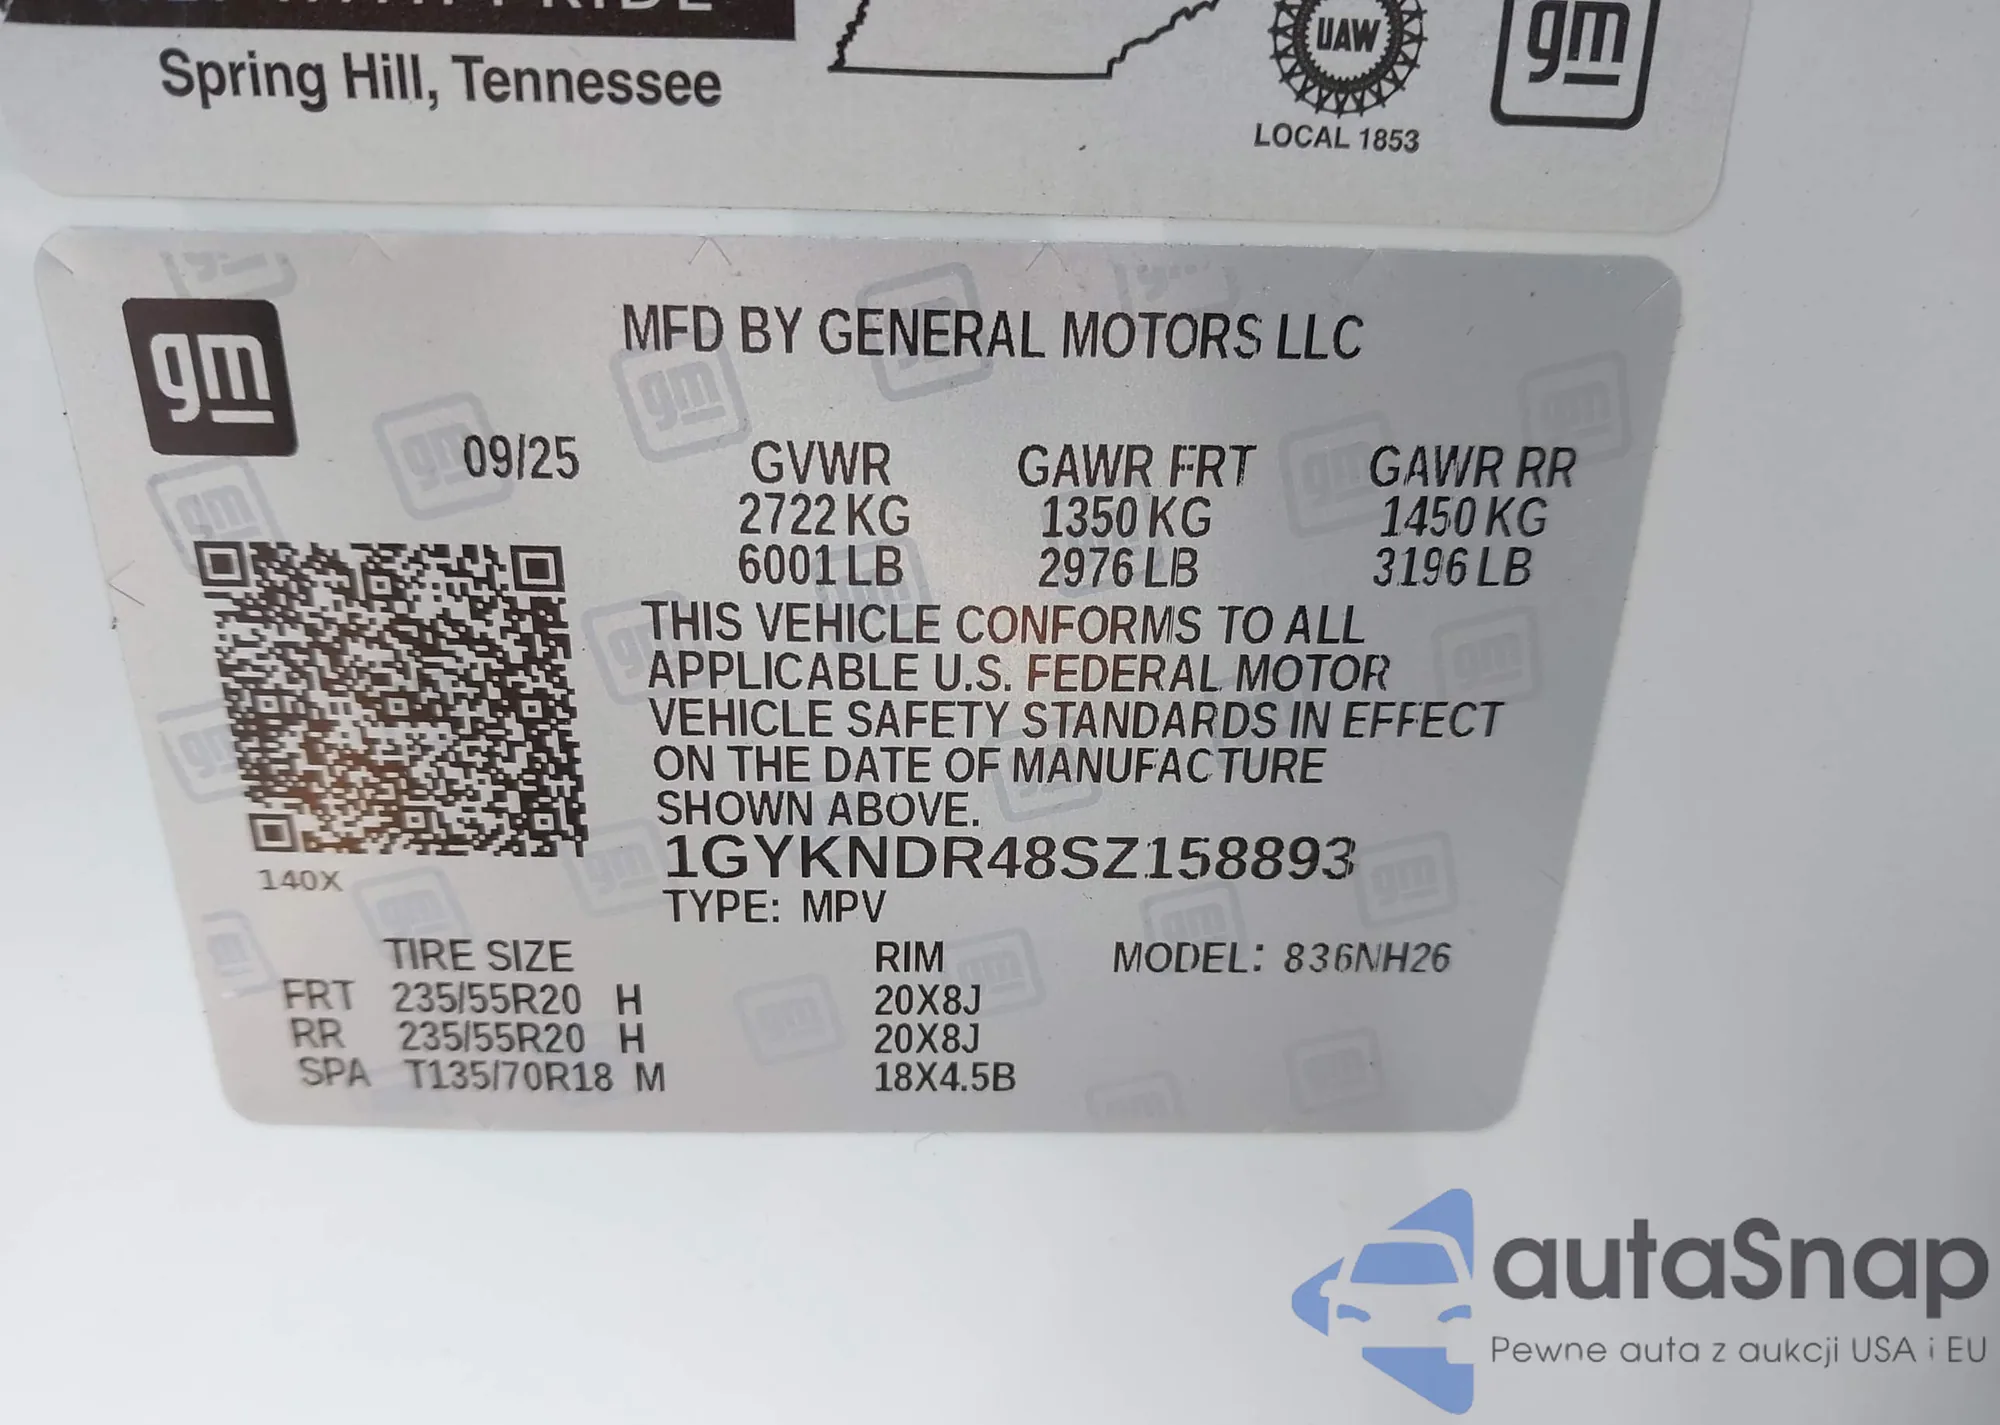 WITH PRIDE
Spring Hill, Tennessee
UAW
LOCAL 1853
gm
gm
MFD BY GENERAL MOTORS LLC
09/25
GVWR GAWR FRT GAWR RR
2722 KG 1350 KG 1450 KG
6001 LB 2976 LB 3196 LB
THIS VEHICLE CONFORMS TO ALL
APPLICABLE U.S. FEDERAL MOTOR
VEHICLE SAFETY STANDARDS IN EFFECT
ON THE DATE OF MANUFACTURE
SHOWN ABOVE.
1GYKNDR48SZ158893
140X
TYPE: MPV
TIRE SIZE RIM MODEL: 836NH26
FRT 235/55R20 H 20X8J
RR 235/55R20 H 20X8J
SPA T135/70R18 M 18X4.5B
autaSnap
Pewne auta z aukcji USA i EU